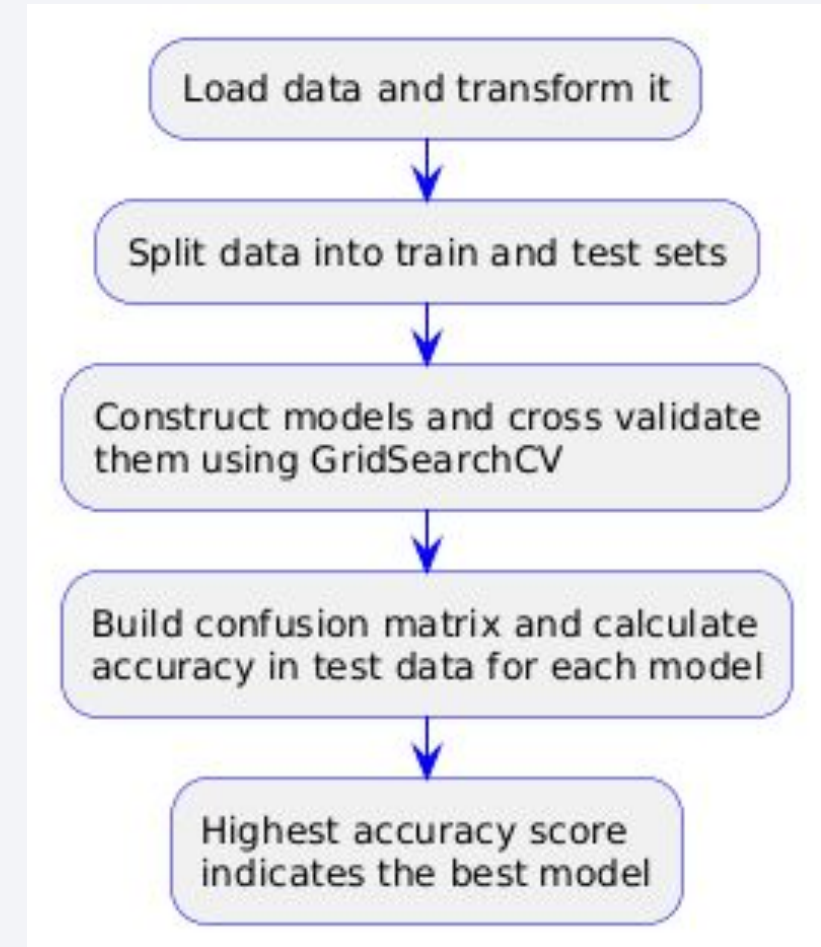 Load data and transform it
Split data into train and test sets
Construct models and cross validate
them using GridSearchCV
Build confusion matrix and calculate
accuracy in test data for each model
Highest accuracy score
indicates the best model